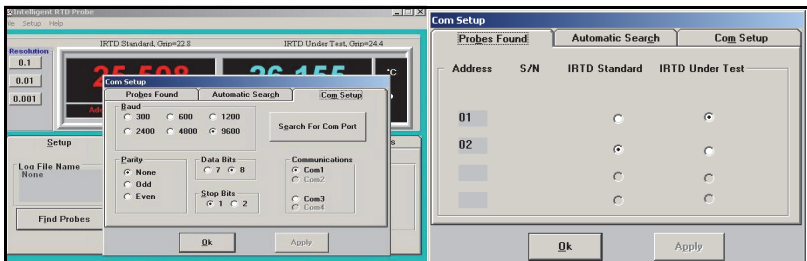 Intelligent RTD Probe
Setup Help
Resolution
0.1
0.01
0.001
IRTD Standard, Grip=22.8
IRTD Under Test, Grip=24.4
25.508
26.155
°C
Setup
Log File Name
None
Find Probes
Com Setup
Probes Found
Automatic Search
Com Setup
Baud
300 600 1200
2400 4800 9600
Search For Com Port
Parity
None
Odd
Even
Data Bits
7 8
Stop Bits
1 2
Communications
Com1
Com2
Com3
Com4
Ok
Apply
Com Setup
Probes Found
Automatic Search
Com Setup
Address S/N IRTD Standard IRTD Under Test
01
02
Ok
Apply